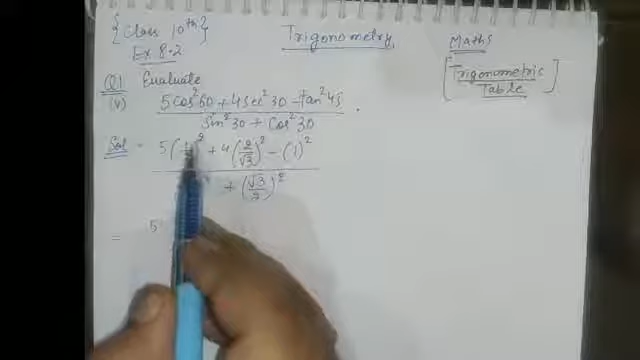 {Class 10th}
Ex 8.2
Trigonometry
Maths
[Trigonometric
Table]
Q1 Evaluate
(v) 5cos²60 + 4sec²30 - tan²45
sin²30 + cos²30 .
Sol = 5( )² + 4(2/√3)² - (1)²
+ (√3/2)²
= 5